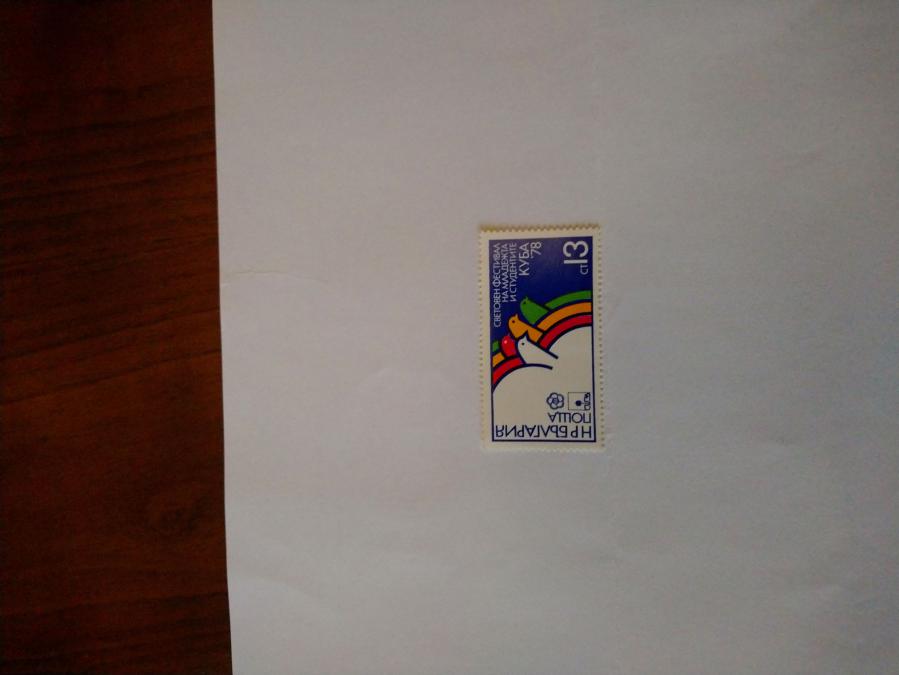 СВЕТОВЕН ФЕСТИВАЛ
НА МЛАДЕЖТА
И СТУДЕНТИТЕ
КУБА
'78
СТ 13
ПОЩА
НР БЪЛГАРИЯ